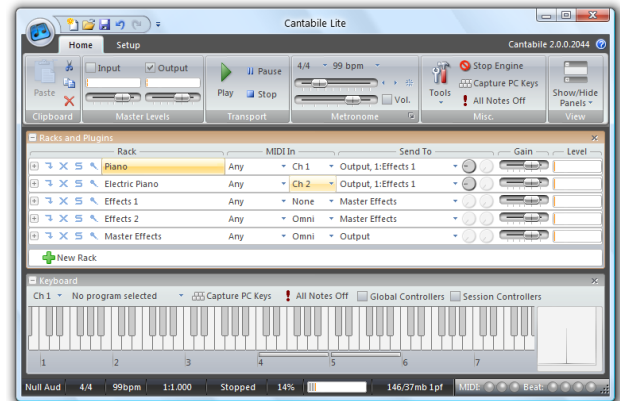 Cantabile Lite
Home Setup Cantabile 2.0.0.2044
Input Output Pause 4/4 99 bpm Stop Engine
Capture PC Keys
Paste Play Stop Vol. Tools All Notes Off Show/Hide Panels
Clipboard Master Levels Transport Metronome Misc. View
Racks and Plugins
Rack MIDI In Send To Gain Level
Piano Any Ch 1 Output, 1:Effects 1
Electric Piano Any Ch 2 Output, 1:Effects 1
Effects 1 Any None Master Effects
Effects 2 Any Omni Master Effects
Master Effects Any Omni Output
New Rack
Keyboard
Ch 1 No program selected Capture PC Keys All Notes Off Global Controllers Session Controllers
1 2 3 4 5 6 7
Null Aud 4/4 99bpm 1:1.000 Stopped 14% 146/37mb 1pf MIDI: Beat: